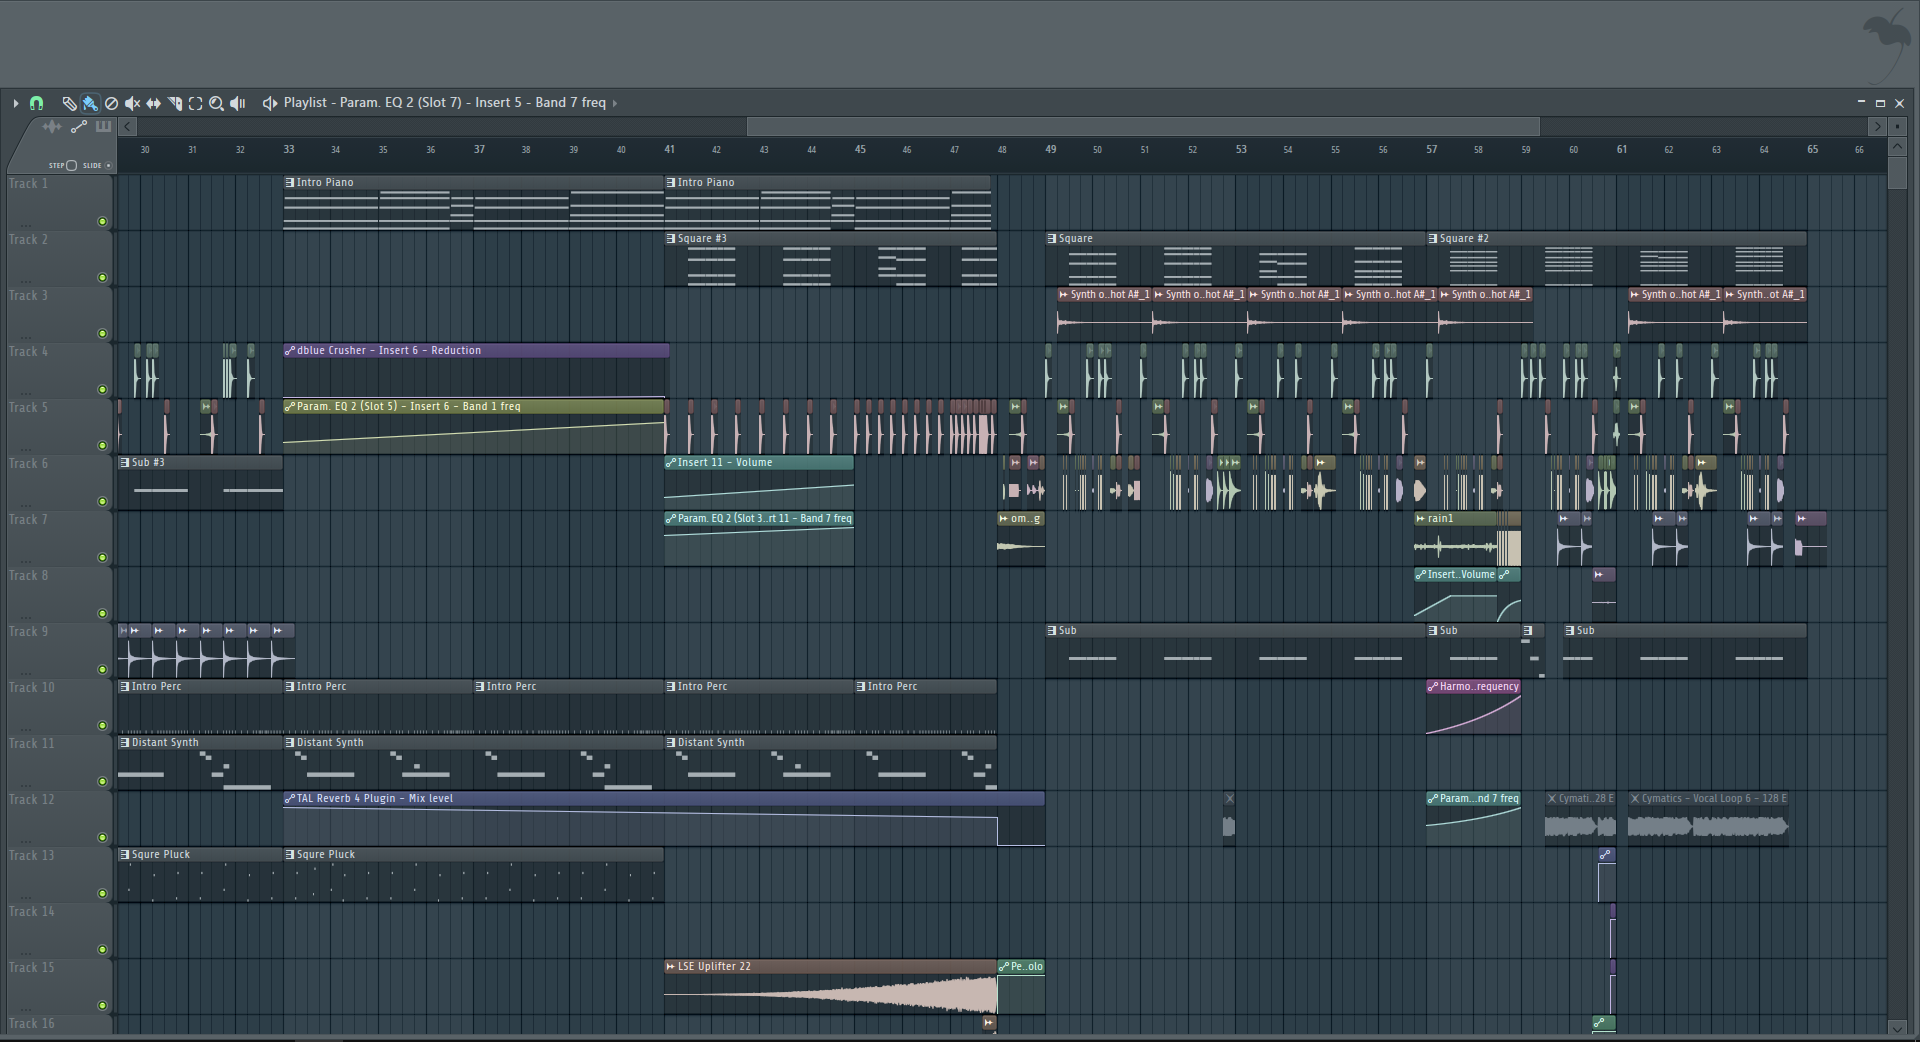 Playlist - Param. EQ 2 (Slot 7) - Insert 5 - Band 7 freq
STEP SLIDE
30 31 32 33 34 35 36 37 38 39 40 41 42 43 44 45 46 47 48 49 50 51 52 53 54 55 56 57 58 59 60 61 62 63 64 65 66
Track 1 Intro Piano Intro Piano
Track 2 Square #3 Square Square #2
Track 3 Synth o..hot A#_1 Synth o..hot A#_1 Synth o..hot A#_1 Synth o..hot A#_1 Synth o..hot A#_1 Synth o..hot A#_1 Synth..ot A#_1
Track 4 dblue Crusher - Insert 6 - Reduction
Track 5 Param. EQ 2 (Slot 5) - Insert 6 - Band 1 freq
Track 6 Sub #3 Insert 11 - Volume
Track 7 Param. EQ 2 (Slot 3..rt 11 - Band 7 freq om..g rain1
Track 8 Insert..Volume
Track 9 Sub Sub Sub
Track 10 Intro Perc Intro Perc Intro Perc Intro Perc Intro Perc Harmo..requency
Track 11 Distant Synth Distant Synth Distant Synth
Track 12 TAL Reverb 4 Plugin - Mix level Param...nd 7 freq Cymati..28 E Cymatics - Vocal Loop 6 - 128 E
Track 13 Squre Pluck Squre Pluck
Track 14
Track 15 LSE Uplifter 22 Pe..olo
Track 16